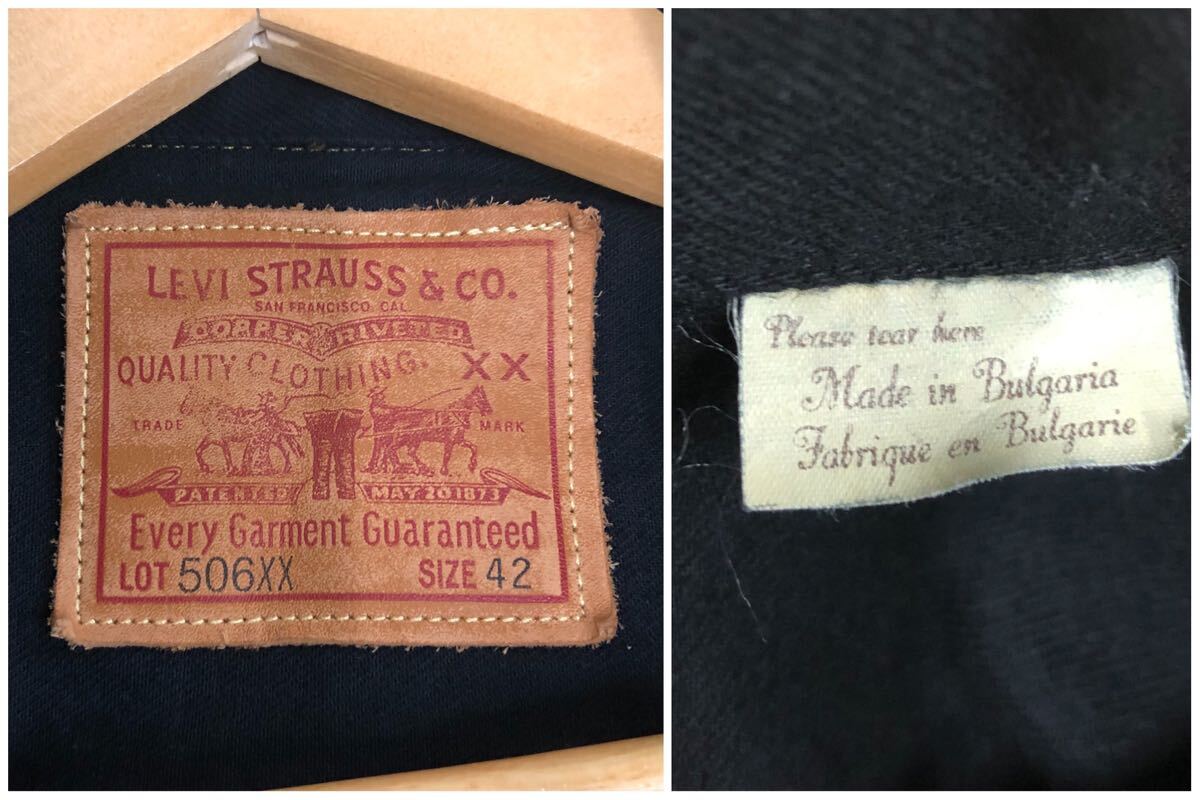 LEVI STRAUSS & CO.
SAN FRANCISCO CAL
COPPER RIVETED
QUALITY CLOTHING. XX
TRADE MARK
PATENTED MAY 20 1873
Every Garment Guaranteed
LOT 506XX SIZE 42
Please tear here
Made in Bulgaria
Fabrique en Bulgarie